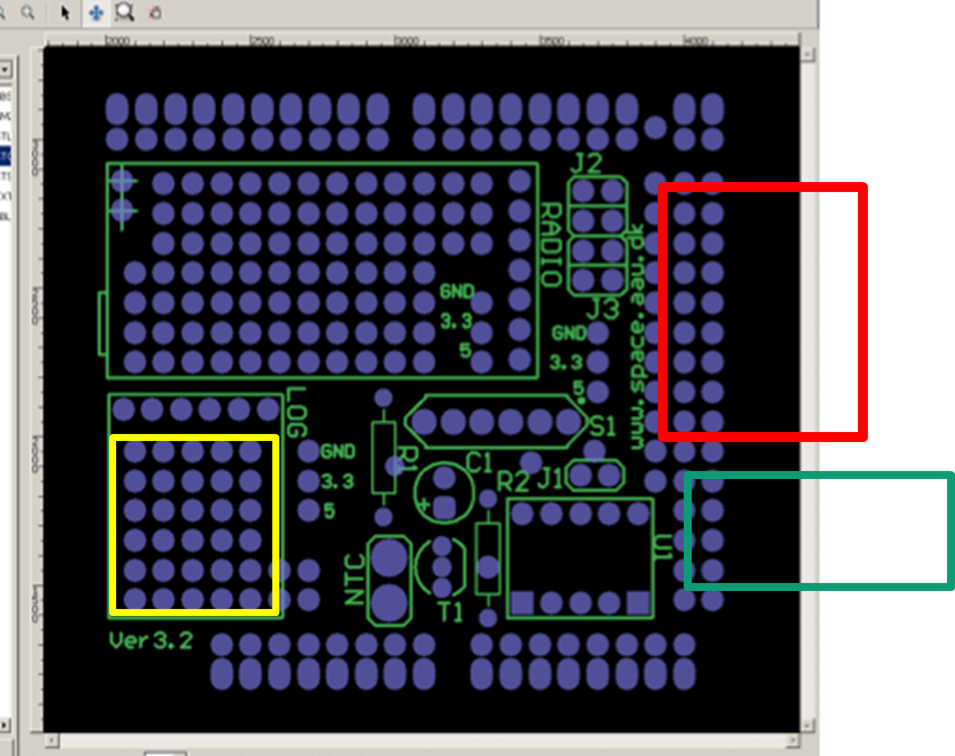 2000
2500
3000
3500
4000
J2
RADIO
www.space.aau.dk
GND
3.3
5
J3
GND
3.3
5
LOG
S1
GND
3.3
5
R1
C1
+
R2
J1
NTC
T1
U1
Ver3.2